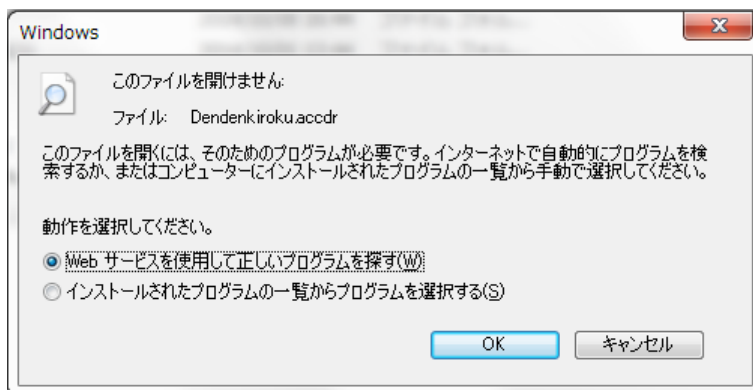 Windows
このファイルを開けません:
ファイル: Dendenkiroku.accdr
このファイルを開くには、そのためのプログラムが必要です。インターネットで自動的にプログラムを検
索するか、またはコンピューターにインストールされたプログラムの一覧から手動で選択してください。
動作を選択してください。
Web サービスを使用して正しいプログラムを探す(W)
インストールされたプログラムの一覧からプログラムを選択する(S)
OK キャンセル